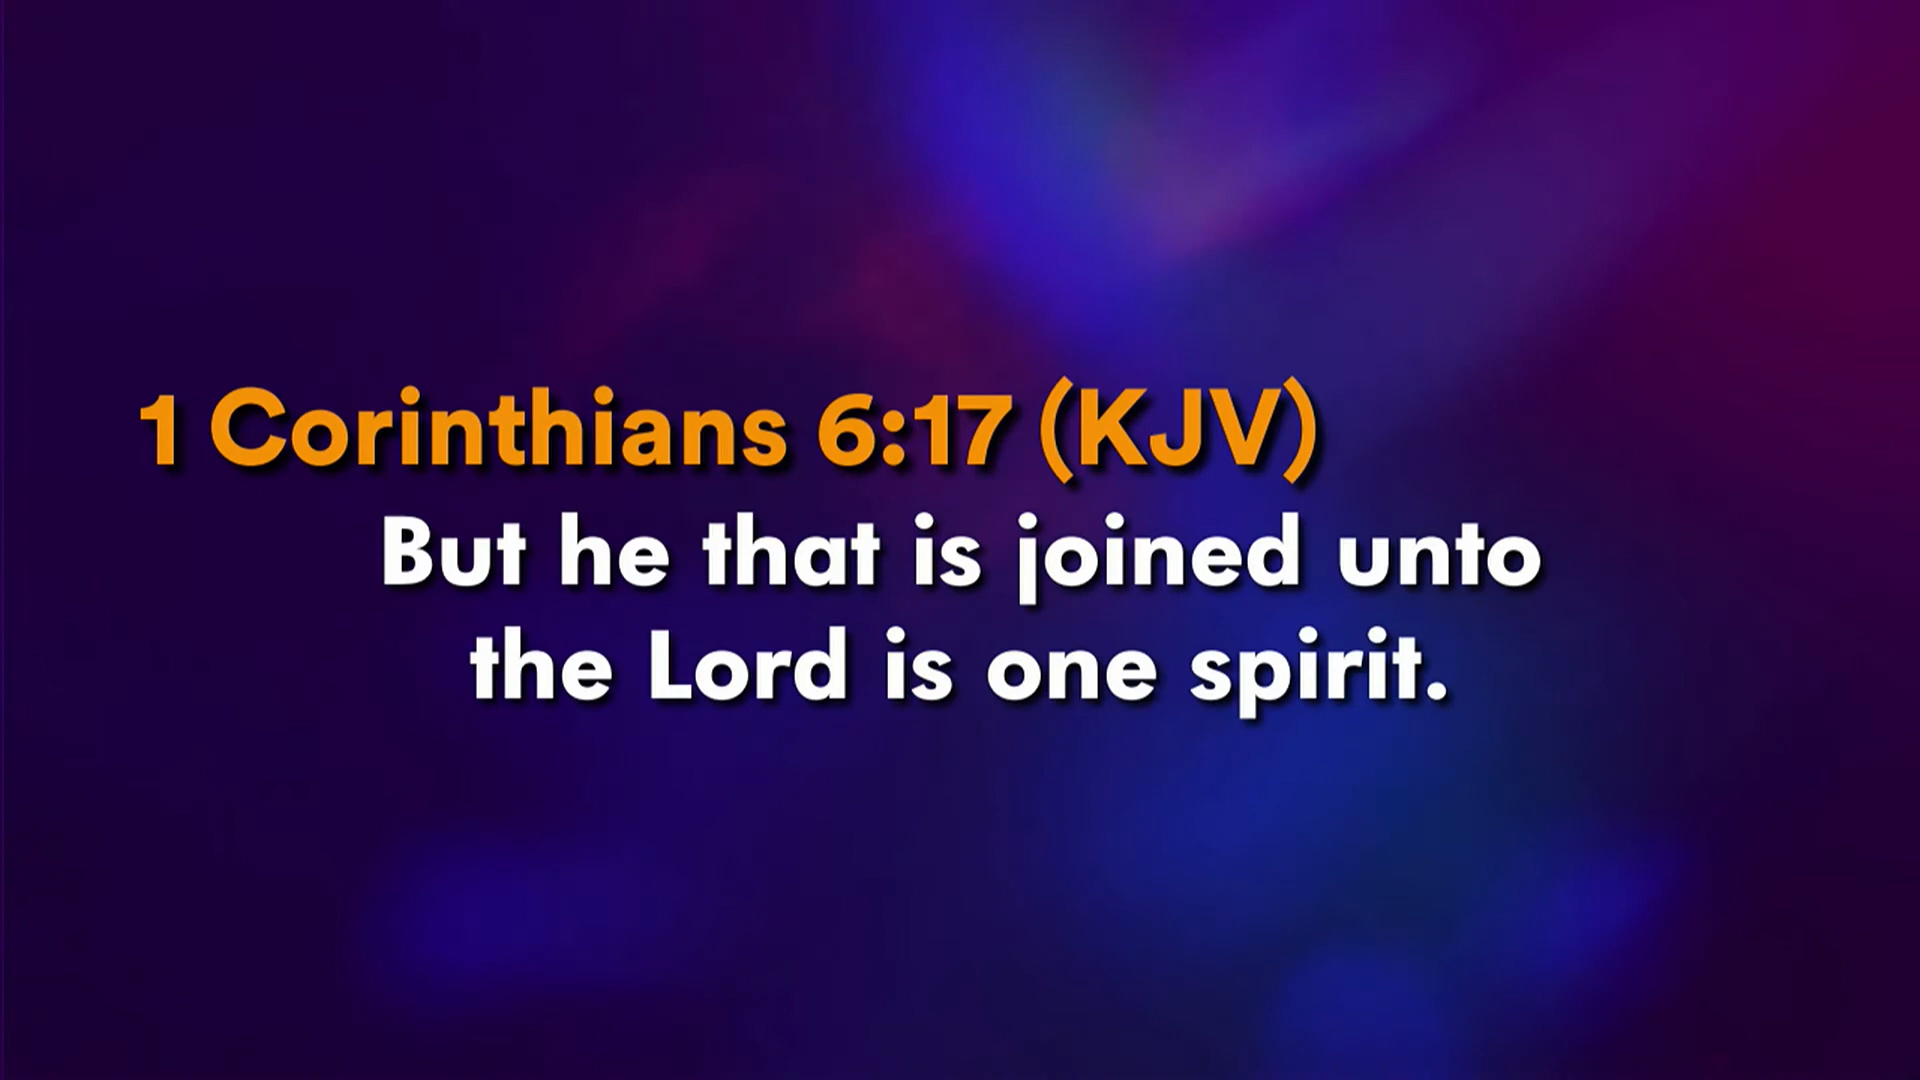 1 Corinthians 6:17 (KJV)
But he that is joined unto
the Lord is one spirit.